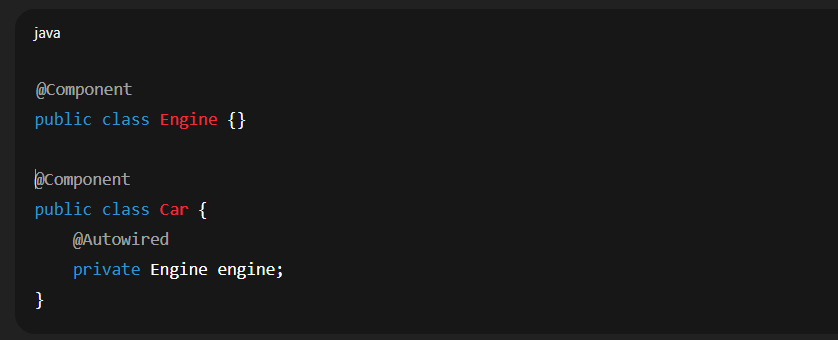 java
@Component
public class Engine {}
@Component
public class Car {
@Autowired
private Engine engine;
}